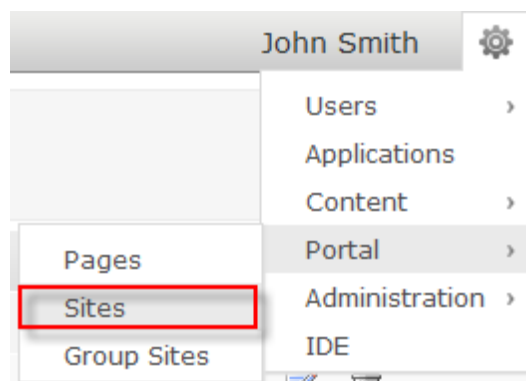 John Smith
Users
Applications
Content
Portal
Administration
IDE
Pages
Sites
Group Sites